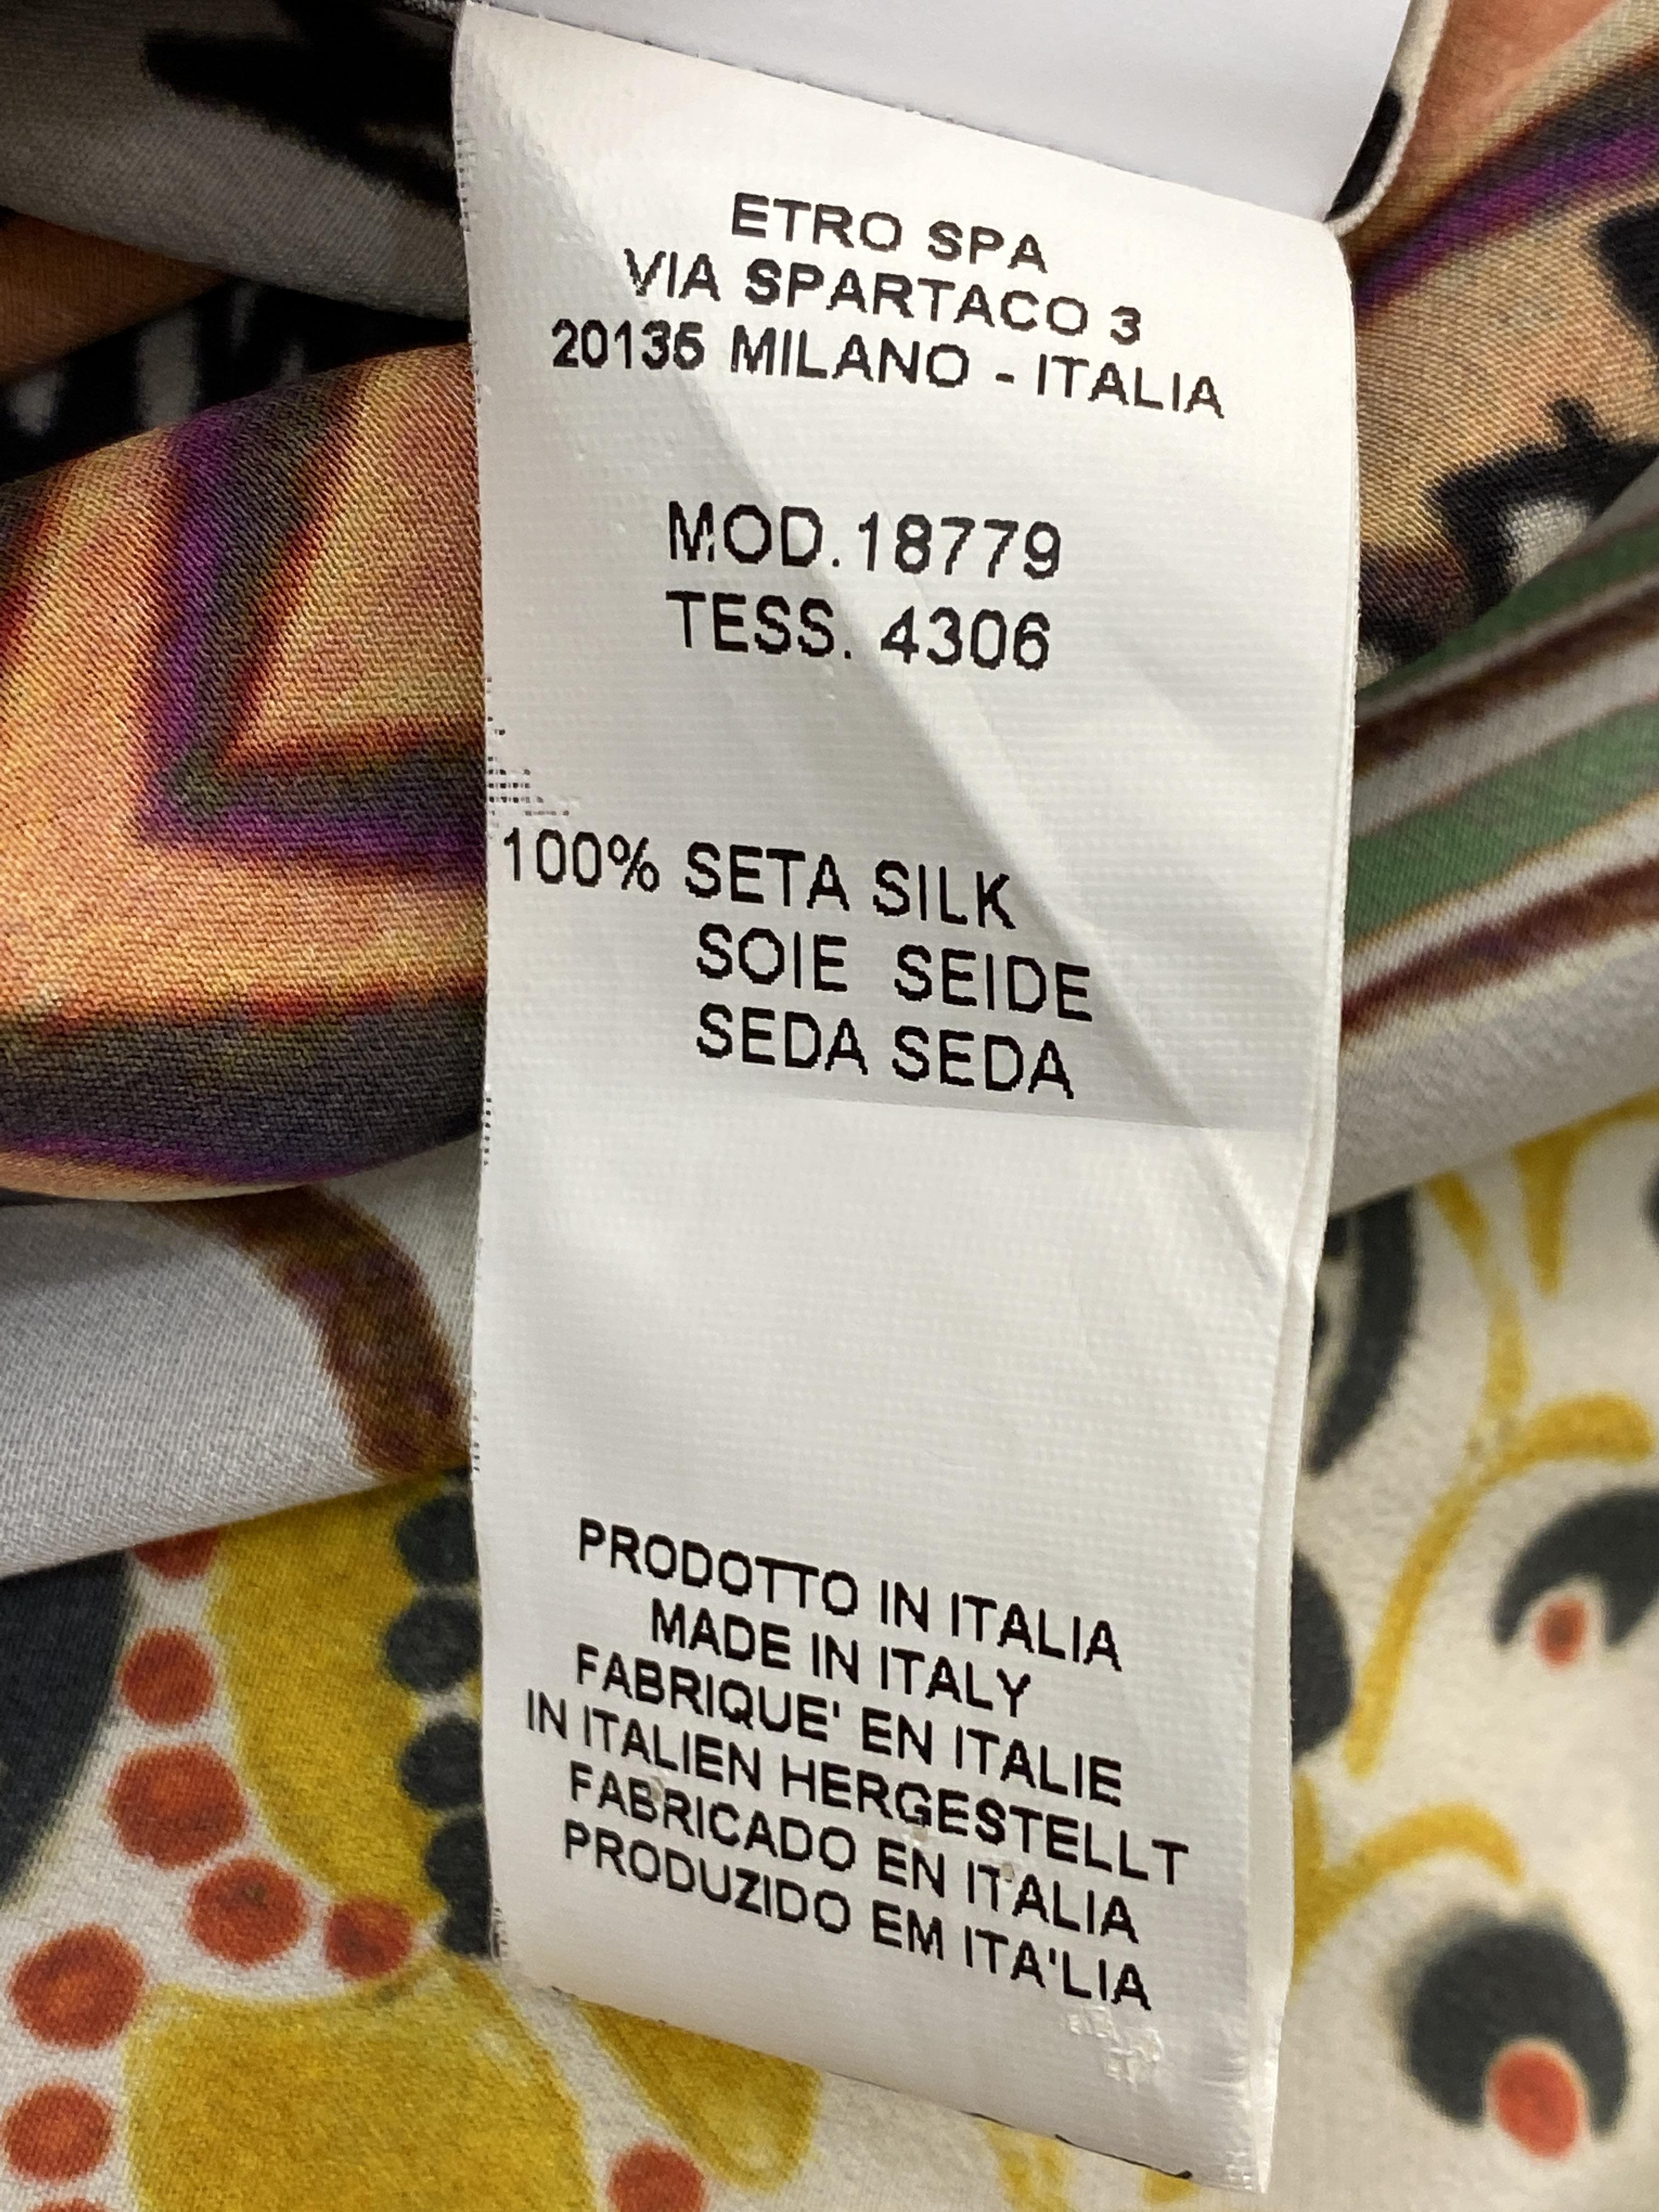 ETRO SPA
VIA SPARTACO 3
20135 MILANO - ITALIA
MOD.18779
TESS. 4306
100% SETA SILK
SOIE SEIDE
SEDA SEDA
PRODOTTO IN ITALIA
MADE IN ITALY
FABRIQUE' EN ITALIE
IN ITALIEN HERGESTELLT
FABRICADO EN ITALIA
PRODUZIDO EM ITA'LIA